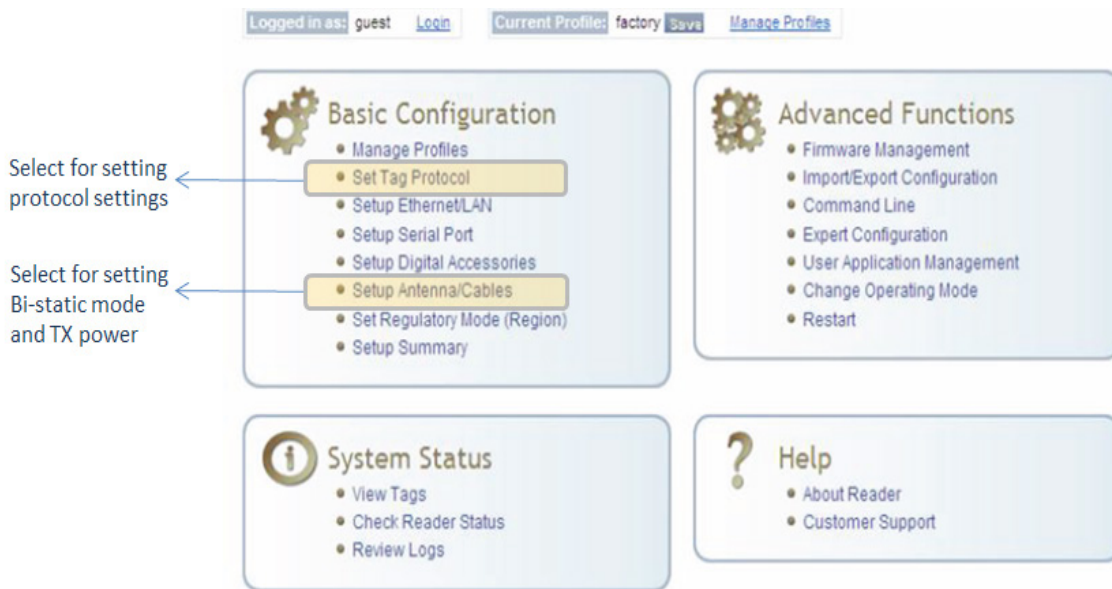 Logged in as: guest Login Current Profile: factory Save Manage Profiles
Basic Configuration
Manage Profiles
Set Tag Protocol
Setup Ethernet/LAN
Setup Serial Port
Setup Digital Accessories
Setup Antenna/Cables
Set Regulatory Mode (Region)
Setup Summary
Select for setting
protocol settings
Select for setting
Bi-static mode
and TX power
Advanced Functions
Firmware Management
Import/Export Configuration
Command Line
Expert Configuration
User Application Management
Change Operating Mode
Restart
System Status
View Tags
Check Reader Status
Review Logs
Help
About Reader
Customer Support